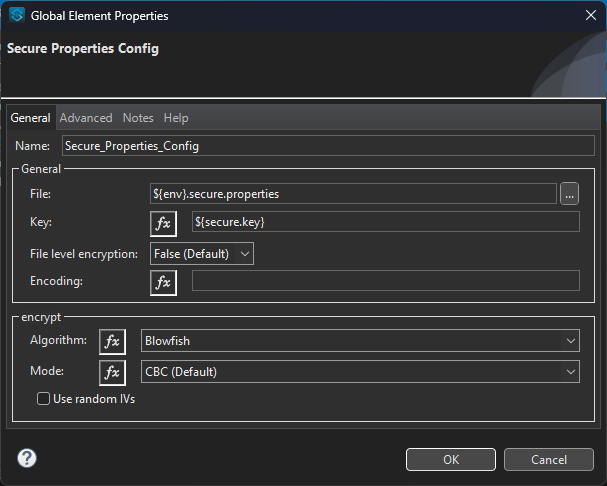 Global Element Properties
Secure Properties Config
General Advanced Notes Help
Name: Secure_Properties_Config
General
File: ${env}.secure.properties ...
Key: fx ${secure.key}
File level encryption: False (Default)
Encoding: fx
encrypt
Algorithm: fx Blowfish
Mode: fx CBC (Default)
Use random IVs
? OK Cancel